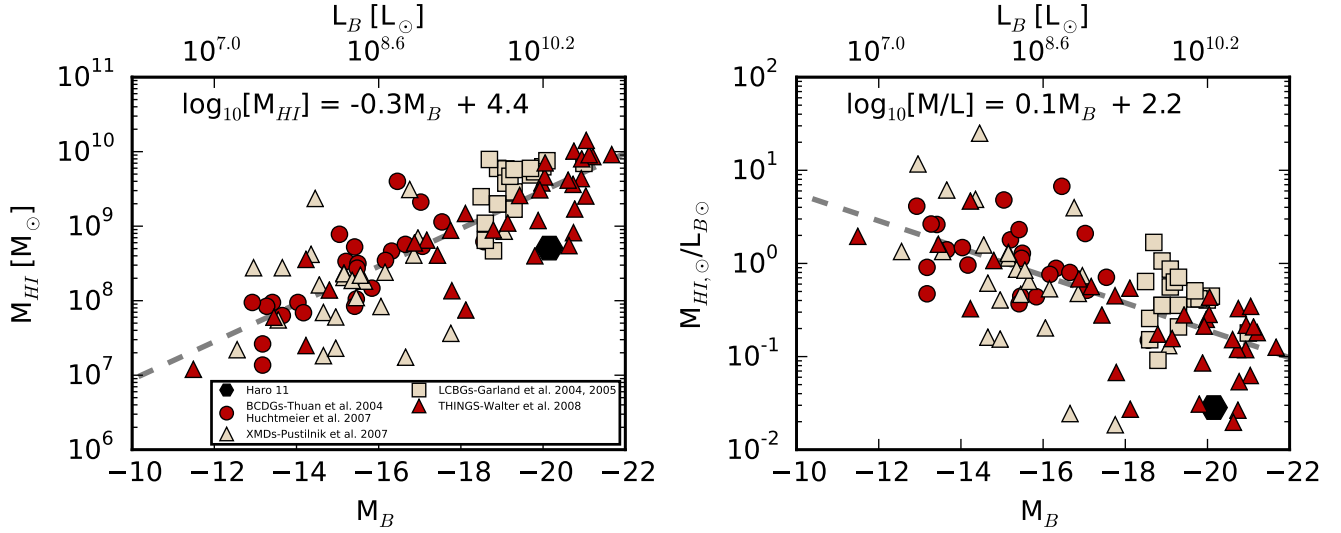 L_B [L_⊙]
10^7.0 10^8.6 10^10.2
log₁₀[M_HI] = -0.3M_B + 4.4
10^11
10^10
10^9
10^8
10^7
10^6
M_HI [M_⊙]
Haro 11
BCDGs-Thuan et al. 2004
Huchtmeier et al. 2007
XMDs-Pustilnik et al. 2007
LCBGs-Garland et al. 2004, 2005
THINGS-Walter et al. 2008
−10 −12 −14 −16 −18 −20 −22
M_B
L_B [L_⊙]
10^7.0 10^8.6 10^10.2
log₁₀[M/L] = 0.1M_B + 2.2
10^2
10^1
10^0
10^−1
10^−2
M_HI,⊙/L_B⊙
−10 −12 −14 −16 −18 −20 −22
M_B